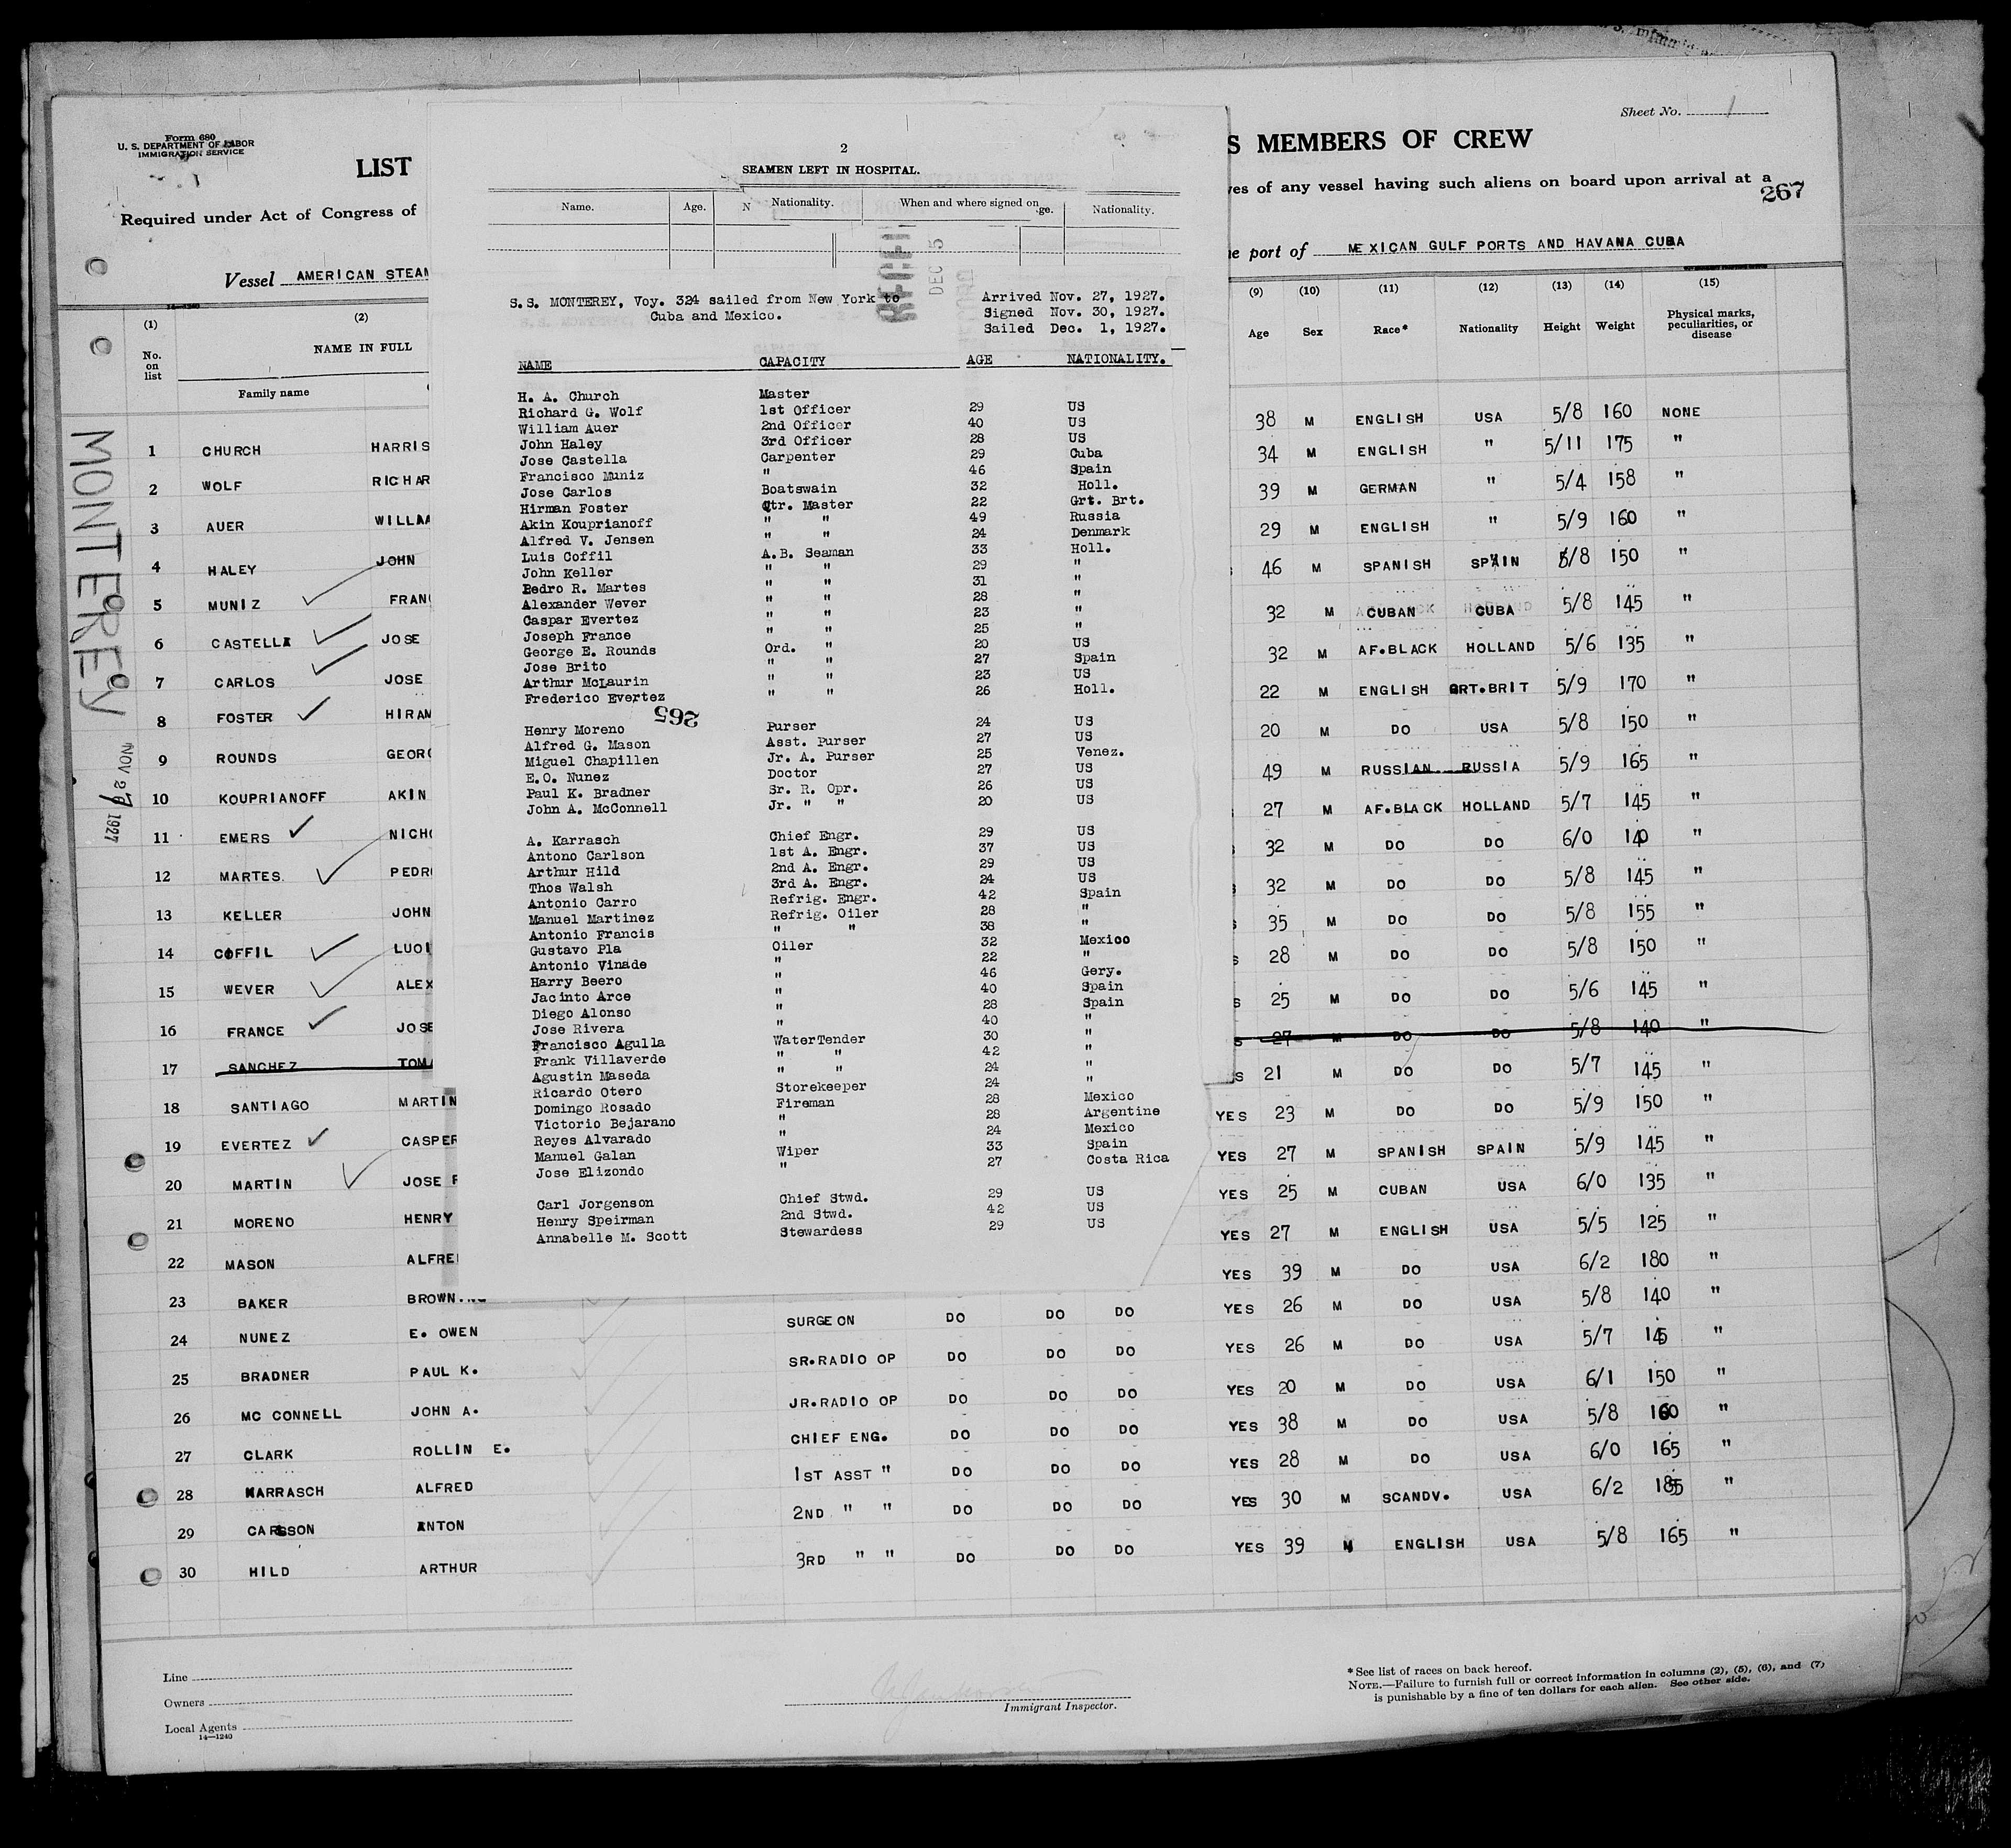 Form 680
U. S. DEPARTMENT OF LABOR
IMMIGRATION SERVICE
Sheet No. 1
LIST
S MEMBERS OF CREW
Required under Act of Congress of
ves of any vessel having such aliens on board upon arrival at a
267
Vessel AMERICAN STEAM
e port of MEXICAN GULF PORTS AND HAVANA CUBA
14—1240
(1) (2)
No. on list
NAME IN FULL
Family name
(9) (10) (11) (12) (13) (14) (15)
Age Sex Race* Nationality Height Weight Physical marks, peculiarities, or disease
MONTEREY
NOV 27 1927
1 CHURCH HARRIS
2 WOLF RICHAR
3 AUER WILLAA
4 HALEY JOHN
5 MUNIZ FRAN
6 CASTELLA JOSE
7 CARLOS JOSE
8 FOSTER HIRAM
9 ROUNDS GEOR
10 KOUPRIANOFF AKIN
11 EMERS NICH
12 MARTES PEDR
13 KELLER JOHN
14 COFFIL LUOI
15 WEVER ALEX
16 FRANCE JOSE
17 SANCHEZ TOMA
18 SANTIAGO MARTIN
19 EVERTEZ CASPER
20 MARTIN JOSE
21 MORENO HENRY
22 MASON ALFRE
23 BAKER BROWN
24 NUNEZ E. OWEN SURGEON DO DO DO
25 BRADNER PAUL K. SR.RADIO OP DO DO DO
26 MC CONNELL JOHN A. JR.RADIO OP DO DO DO
27 CLARK ROLLIN E. CHIEF ENG. DO DO DO
28 KARRASCH ALFRED 1ST ASST " DO DO DO
29 CARLSSON ANTON 2ND " " DO DO DO
30 HILD ARTHUR 3RD " " DO DO DO
38 M ENGLISH USA 5/8 160 NONE
34 M ENGLISH " 5/11 175 "
39 M GERMAN " 5/4 158 "
29 M ENGLISH " 5/9 160 "
46 M SPANISH SPAIN 5/8 150 "
32 M CUBAN CUBA 5/8 145 "
32 M AF.BLACK HOLLAND 5/6 135 "
22 M ENGLISH GRT.BRIT 5/9 170 "
20 M DO USA 5/8 150 "
49 M RUSSIAN RUSSIA 5/9 165 "
27 M AF.BLACK HOLLAND 5/7 145 "
32 M DO DO 6/0 140 "
32 M DO DO 5/8 145 "
35 M DO DO 5/8 155 "
28 M DO DO 5/8 150 "
S 25 M DO DO 5/6 145 "
S 27 M DO DO 5/8 140 "
S 21 M DO DO 5/7 145 "
YES 23 M DO DO 5/9 150 "
YES 27 M SPANISH SPAIN 5/9 145 "
YES 25 M CUBAN USA 6/0 135 "
YES 27 M ENGLISH USA 5/5 125 "
YES 39 M DO USA 6/2 180 "
YES 26 M DO USA 5/8 140 "
YES 26 M DO USA 5/7 145 "
YES 20 M DO USA 6/1 150 "
YES 38 M DO USA 5/8 160 "
YES 28 M DO USA 6/0 165 "
YES 30 M SCANDV. USA 6/2 185 "
YES 39 M ENGLISH USA 5/8 165 "
2
SEAMEN LEFT IN HOSPITAL.
Name. Age. N Nationality. When and where signed on ge. Nationality.
DEC 5
S.S. MONTEREY, Voy. 324 sailed from New York to
Cuba and Mexico.
Arrived Nov. 27, 1927.
Signed Nov. 30, 1927.
Sailed Dec. 1, 1927.
NAME CAPACITY AGE NATIONALITY.
H. A. Church Master
Richard G. Wolf 1st Officer 29 US
William Auer 2nd Officer 40 US
John Haley 3rd Officer 28 US
Jose Castella Carpenter 29 Cuba
Francisco Muniz " 46 Spain
Jose Carlos Boatswain 32 Holl.
Hirman Foster Qtr. Master 22 Grt. Brt.
Akin Kouprianoff " " 49 Russia
Alfred V. Jensen " " 24 Denmark
Luis Coffil A.B. Seaman 33 Holl.
John Keller " " 29 "
Pedro R. Martes " " 31 "
Alexander Wever " " 28 "
Caspar Evertez " " 23 "
Joseph France " " 25 "
George E. Rounds Ord. " 20 US
Jose Brito " " 27 Spain
Arthur McLaurin " " 23 US
Frederico Evertez " " 26 Holl.
265
Henry Moreno Purser 24 US
Alfred G. Mason Asst. Purser 27 US
Miguel Chapillen Jr. A. Purser 25 Venez.
E.O. Nunez Doctor 27 US
Paul K. Bradner Sr. R. Opr. 26 US
John A. McConnell Jr. " " 20 US
A. Karrasch Chief Engr. 29 US
Antono Carlson 1st A. Engr. 37 US
Arthur Hild 2nd A. Engr. 29 US
Thos Walsh 3rd A. Engr. 24 US
Antonio Carro Refrig. Engr. 42 Spain
Manuel Martinez Refrig. Oiler 28 "
Antonio Francis " " 38 "
Gustavo Pla Oiler 32 Mexico
Antonio Vinade " 22 "
Harry Beero " 46 Gery.
Jacinto Arce " 40 Spain
Diego Alonso " 28 Spain
Jose Rivera " 40 "
Francisco Agulla WaterTender 30 "
Frank Villaverde " " 42 "
Agustin Maseda " " 24 "
Ricardo Otero Storekeeper 24 "
Domingo Rosado Fireman 28 Mexico
Victorio Bejarano " 28 Argentine
Reyes Alvarado " 24 Mexico
Manuel Galan Wiper 33 Spain
Jose Elizondo " 27 Costa Rica
Carl Jorgenson Chief Stwd. 29 US
Henry Speirman 2nd Stwd. 42 US
Annabelle M. Scott Stewardess 29 US
Line
Owners
Local Agents
14—1240
Immigrant Inspector.
* See list of races on back hereof.
NOTE.—Failure to furnish full or correct information in columns (2), (5), (6), and (7)
is punishable by a fine of ten dollars for each alien. See other side.